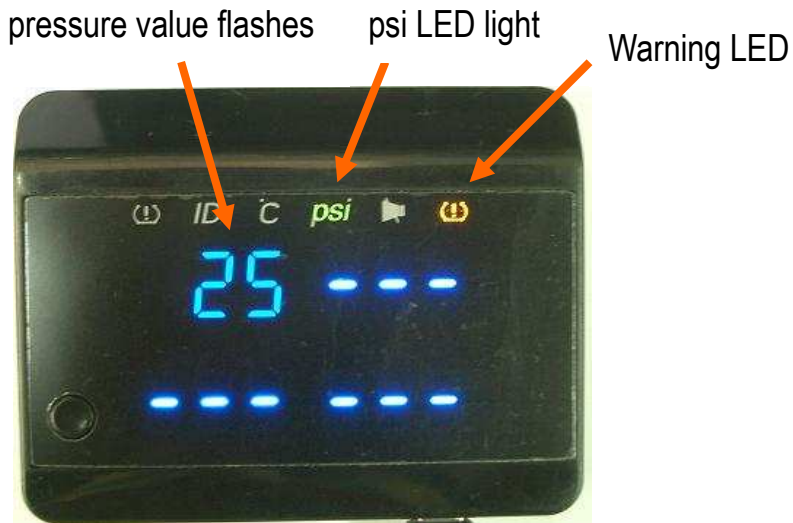 pressure value flashes psi LED light Warning LED
(!) ID °C psi (!)
25 ---
--- ---